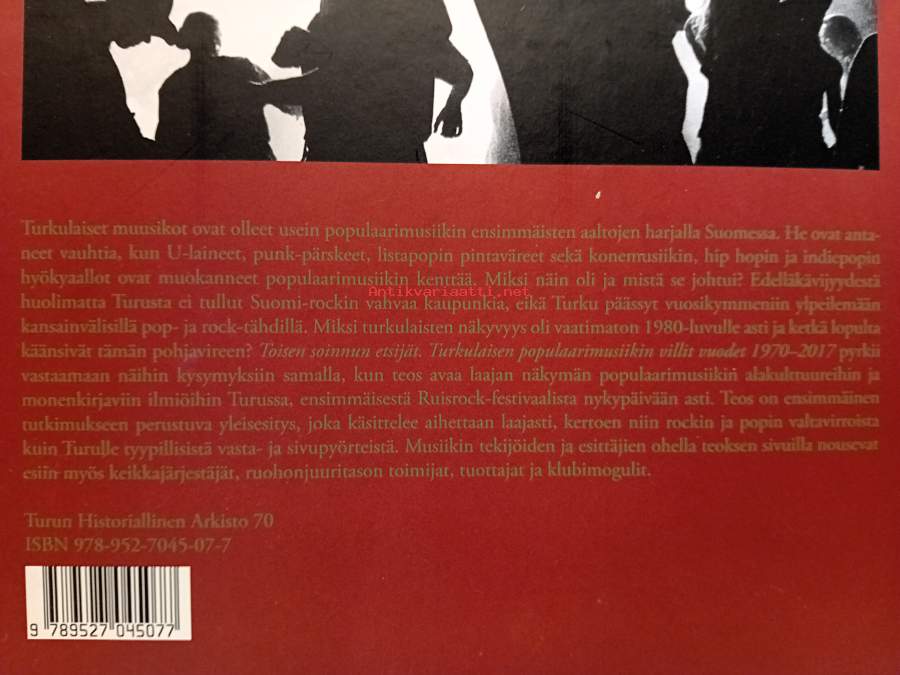 Turkulaiset muusikot ovat olleet usein populaarimusiikin ensimmäisten aaltojen harjalla Suomessa. He ovat anta-
neet vauhtia, kun U-laineet, punk-pärskeet, listapopin pintaväreet sekä konemusiikin, hip hopin ja indiepopin
hyökyaallot ovat muokanneet populaarimusiikin kenttää. Miksi näin oli ja mistä se johtui? Edelläkävijyydestä
Antikvariaatti.net
huolimatta Turusta ei tullut Suomi-rockin vahvaa kaupunkia, eikä Turku päässyt vuosikymmeniin ylpeilemään
kansainvälisillä pop- ja rock-tähdillä. Miksi turkulaisten näkyvyys oli vaatimaton 1980-luvulle asti ja ketkä lopulta
käänsivät tämän pohjavireen? Toisen soinnun etsijät. Turkulaisen populaarimusiikin villit vuodet 1970–2017 pyrkii
vastaamaan näihin kysymyksiin samalla, kun teos avaa laajan näkymän populaarimusiikin alakulttuureihin ja
monenkirjaviin ilmiöihin Turussa, ensimmäisestä Ruisrock-festivaalista nykypäivään asti. Teos on ensimmäinen
tutkimukseen perustuva yleisesitys, joka käsittelee aihettaan laajasti, kertoen niin rockin ja popin valtavirroista
kuin Turulle tyypillisistä vasta- ja sivupyörteistä. Musiikin tekijöiden ja esittäjien ohella teoksen sivuilla nousevat
esiin myös keikkajärjestäjät, ruohonjuuritason toimijat, tuottajat ja klubimogulit.
Turun Historiallinen Arkisto 70
ISBN 978-952-7045-07-7
9 789527 045077